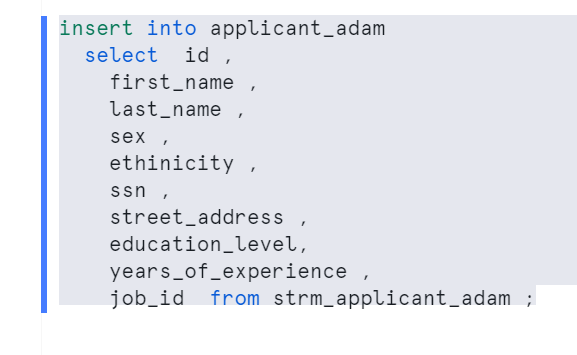 insert into applicant_adam
select id ,
first_name ,
last_name ,
sex ,
ethinicity ,
ssn ,
street_address ,
education_level,
years_of_experience ,
job_id from strm_applicant_adam ;